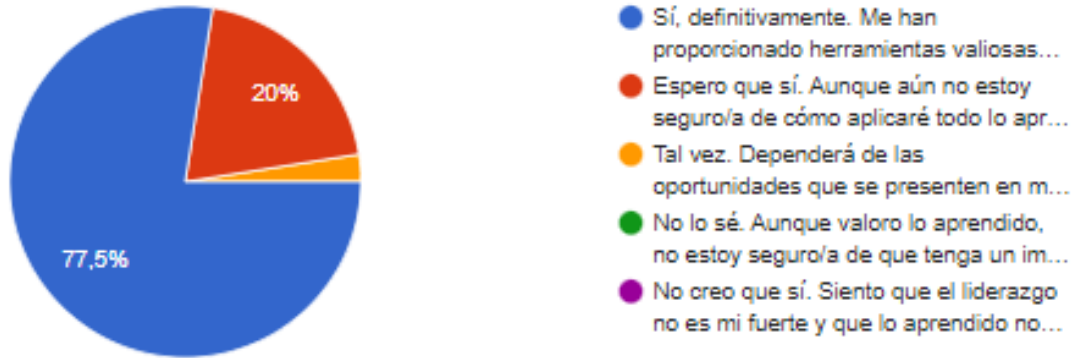 Sí, definitivamente. Me han
proporcionado herramientas valiosas...
20%
Espero que sí. Aunque aún no estoy
seguro/a de cómo aplicaré todo lo apr...
Tal vez. Dependerá de las
oportunidades que se presenten en m...
No lo sé. Aunque valoro lo aprendido,
no estoy seguro/a de que tenga un im...
77,5%
No creo que sí. Siento que el liderazgo
no es mi fuerte y que lo aprendido no...